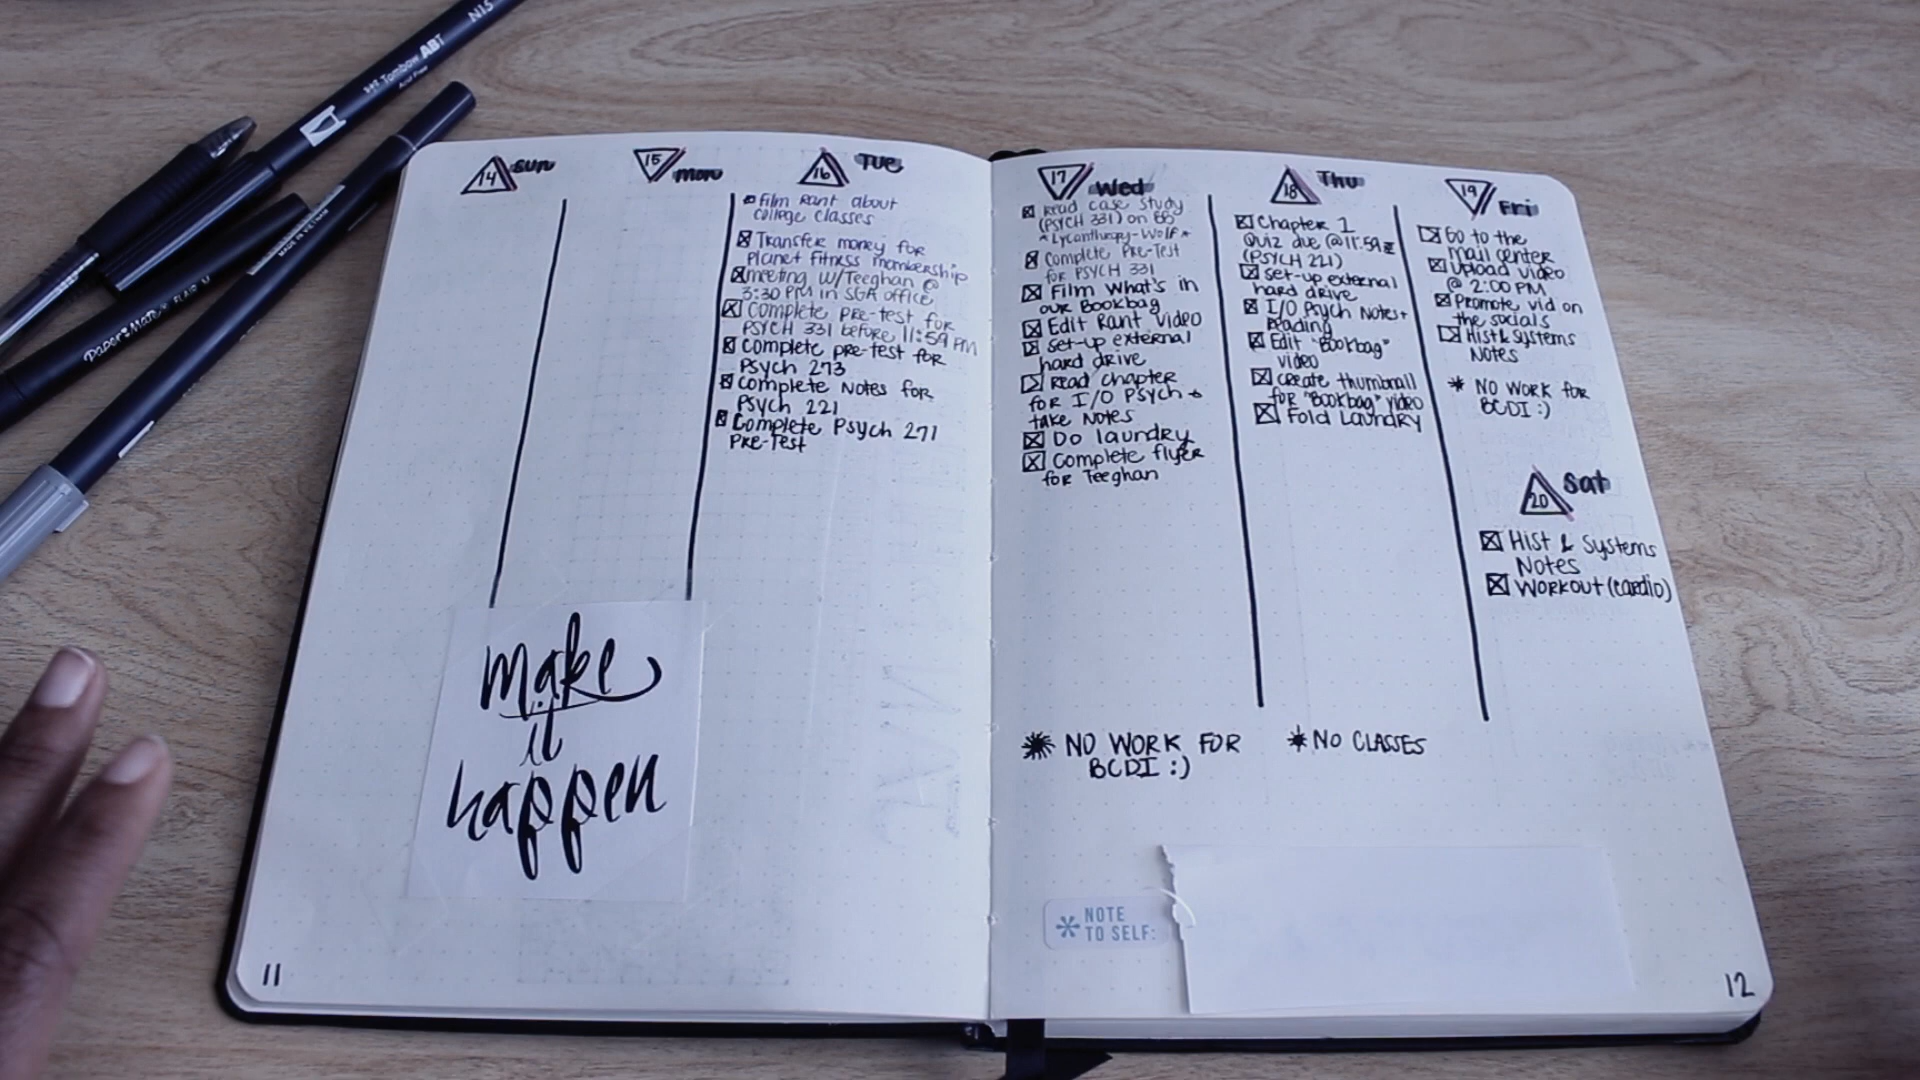 N15
Tombow ABT
Acid Free
MADE IN VIETNAM
Paper Mate FLAIR M
14 Sun
15 Mon
16 Tue
Film Rant about
college classes
Transfer money for
Planet Fitness membership
meeting w/Teeghan @
3:30 PM in SGA office
Complete Pre-test for
PSYCH 331 before 11:59 PM
Complete pre-test for
Psych 273
Complete Notes for
Psych 221
Complete Psych 271
Pre-Test
make
it
happen
11
17 Wed
Read case study
(PSYCH 331) on BB
*Lycanthropy-Wolf*
Complete Pre-Test
for PSYCH 331
Film What's in
our Bookbag
Edit Rant Video
Set-up external
hard drive
Read chapter
for I/O Psych +
take Notes
Do laundry
Complete flyer
for Teeghan
* NO WORK FOR
BCDI :)
18 Thu
Chapter 1
Quiz due @11:59
(PSYCH 221)
Set-up external
hard drive
I/O Psych Notes +
Reading
Edit "Bookbag"
video
Create thumbnail
for "Bookbag" video
Fold Laundry
* NO CLASSES
19 Fri
Go to the
mail center
Upload video
@ 2:00 PM
Promote vid on
the socials
Hist & Systems
Notes
* NO WORK for
BCDI :)
20 Sat
Hist & Systems
Notes
Workout (cardio)
* NOTE
TO SELF:
12